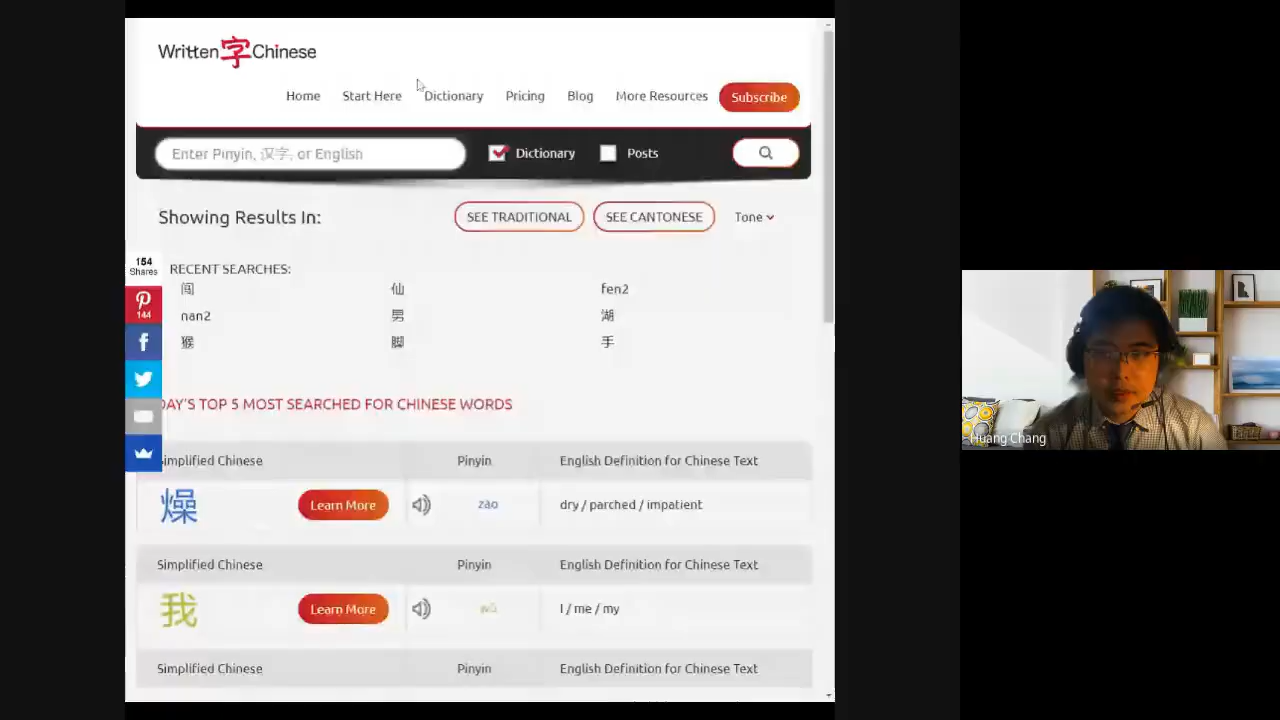 Written字Chinese
Home Start Here Dictionary Pricing Blog More Resources Subscribe
Enter Pinyin, 汉字, or English Dictionary Posts
Showing Results In: SEE TRADITIONAL SEE CANTONESE Tone
154
Shares
RECENT SEARCHES:
闯 仙 fen2
144
nan2 男 湖
猴 脚 手
DAY'S TOP 5 MOST SEARCHED FOR CHINESE WORDS
Simplified Chinese Pinyin English Definition for Chinese Text
燥 Learn More zào dry / parched / impatient
Simplified Chinese Pinyin English Definition for Chinese Text
我 Learn More wǒ I / me / my
Simplified Chinese Pinyin English Definition for Chinese Text
Huang Chang